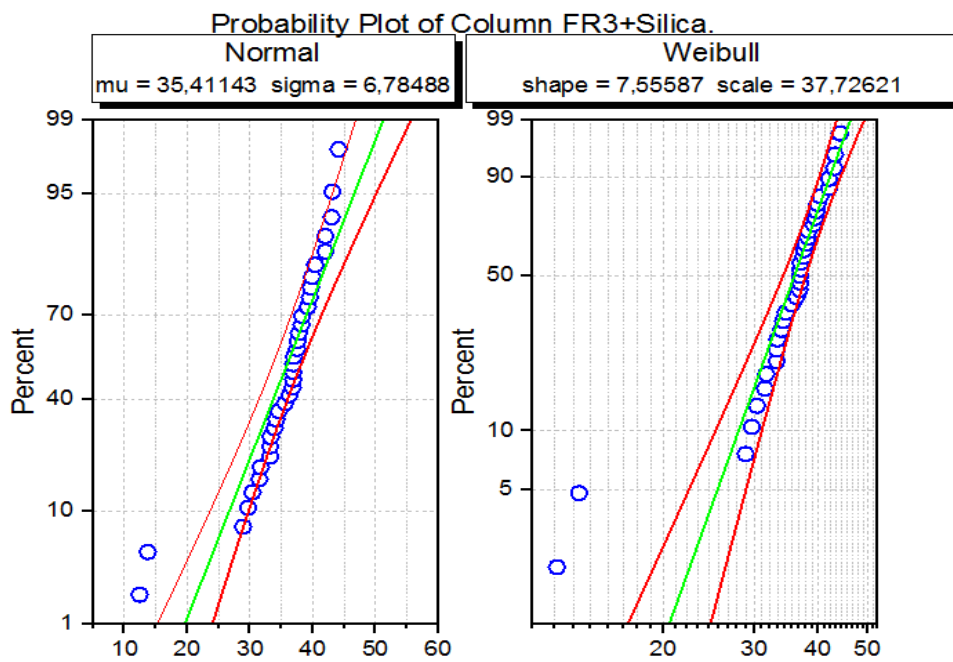 Probability Plot of Column FR3+Silica.
Normal
mu = 35,41143 sigma = 6,78488
Weibull
shape = 7,55587 scale = 37,72621
99
95
70
40
10
1
Percent
10 20 30 40 50 60
99
90
50
10
5
Percent
20 30 40 50